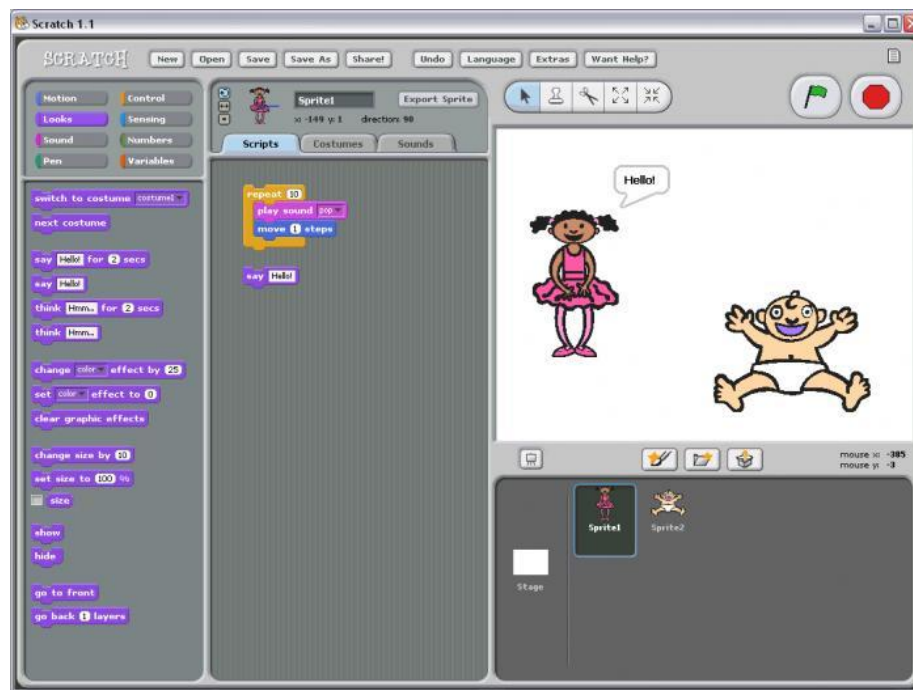 Scratch 1.1
SCRATCH New Open Save Save As Share! Undo Language Extras Want Help?
Motion Control
Looks Sensing
Sound Numbers
Pen Variables
Sprite1 Export Sprite
x: -149 y: 1 direction: 90
Scripts Costumes Sounds
switch to costume costume1
next costume
say Hello! for 2 secs
say Hello!
think Hmm... for 2 secs
think Hmm...
change color effect by 25
set color effect to 0
clear graphic effects
change size by 10
set size to 100 %
size
show
hide
go to front
go back 1 layers
repeat 10
play sound pop
move 1 steps
say Hello!
Hello!
mouse x: -385
mouse y: -3
Sprite1 Sprite2
Stage